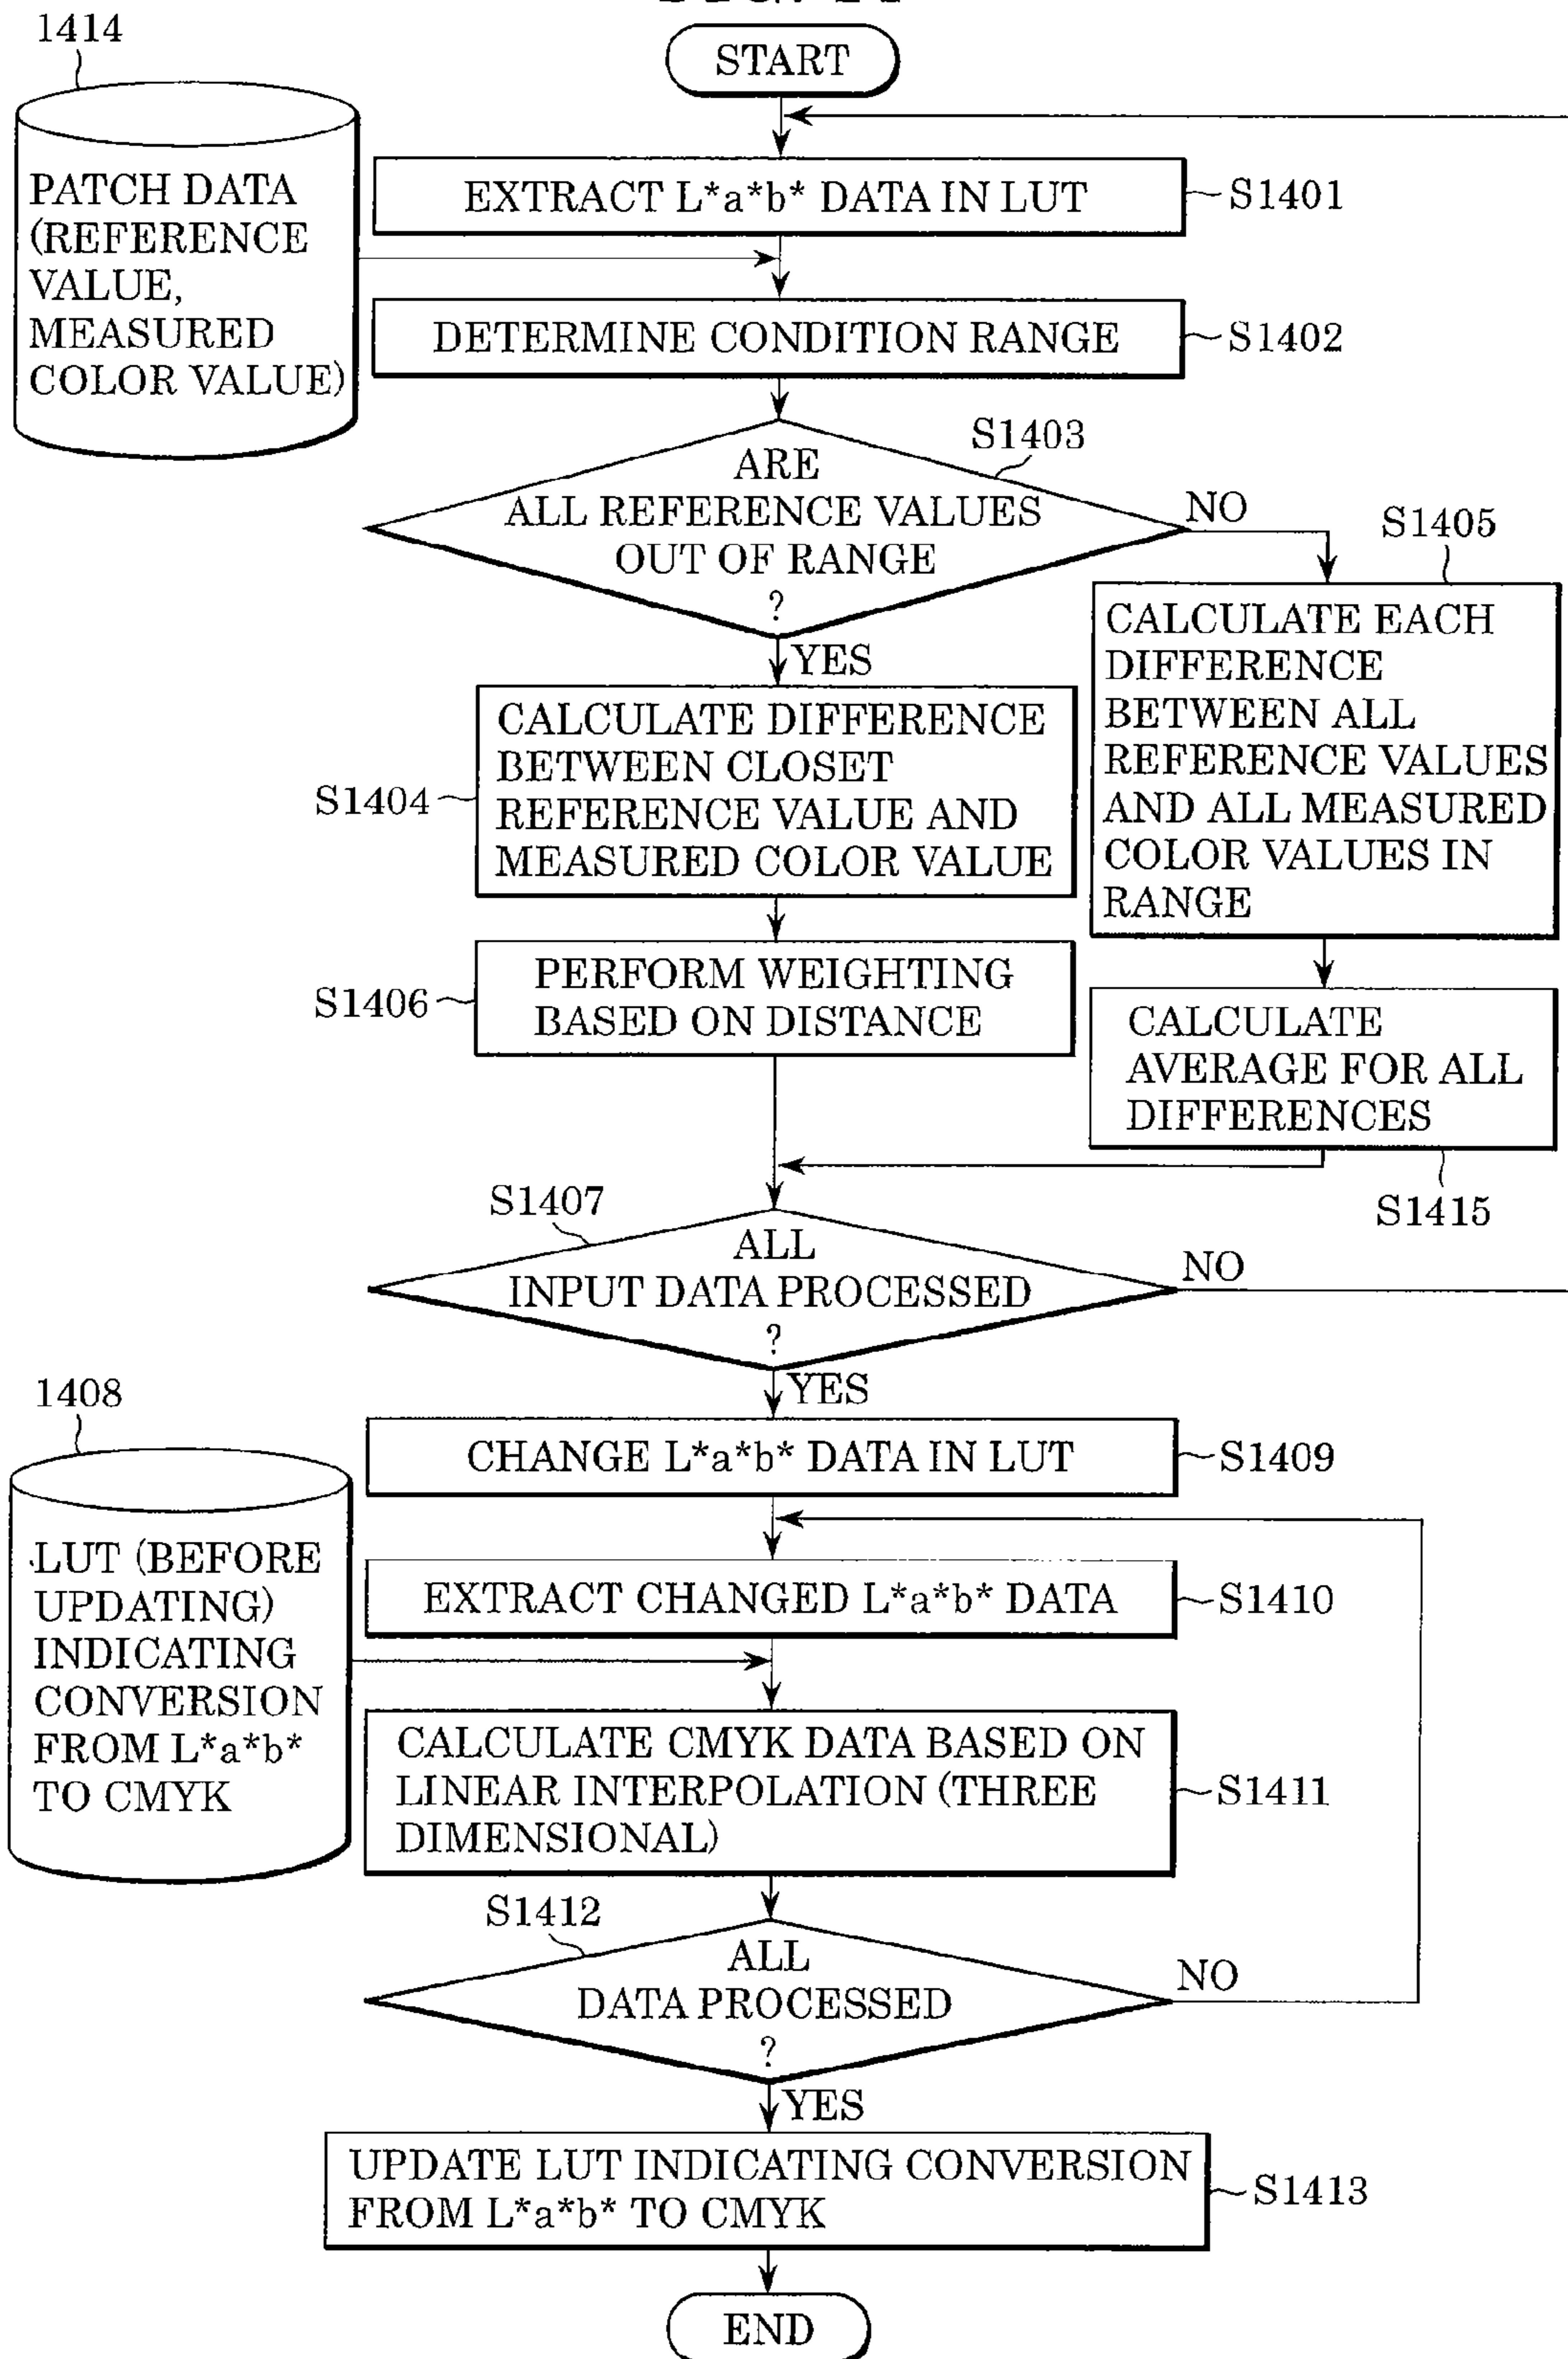 1414
START
PATCH DATA
(REFERENCE
VALUE,
MEASURED
COLOR VALUE)
EXTRACT L*a*b* DATA IN LUT
S1401
DETERMINE CONDITION RANGE
S1402
S1403
ARE
ALL REFERENCE VALUES
OUT OF RANGE
?
NO
YES
S1405
CALCULATE EACH
DIFFERENCE
BETWEEN ALL
REFERENCE VALUES
AND ALL MEASURED
COLOR VALUES IN
RANGE
CALCULATE DIFFERENCE
BETWEEN CLOSET
REFERENCE VALUE AND
MEASURED COLOR VALUE
S1404
PERFORM WEIGHTING
BASED ON DISTANCE
S1406
CALCULATE
AVERAGE FOR ALL
DIFFERENCES
S1415
S1407
ALL
INPUT DATA PROCESSED
?
NO
YES
1408
LUT (BEFORE
UPDATING)
INDICATING
CONVERSION
FROM L*a*b*
TO CMYK
CHANGE L*a*b* DATA IN LUT
S1409
EXTRACT CHANGED L*a*b* DATA
S1410
CALCULATE CMYK DATA BASED ON
LINEAR INTERPOLATION (THREE
DIMENSIONAL)
S1411
S1412
ALL
DATA PROCESSED
?
NO
YES
UPDATE LUT INDICATING CONVERSION
FROM L*a*b* TO CMYK
S1413
END